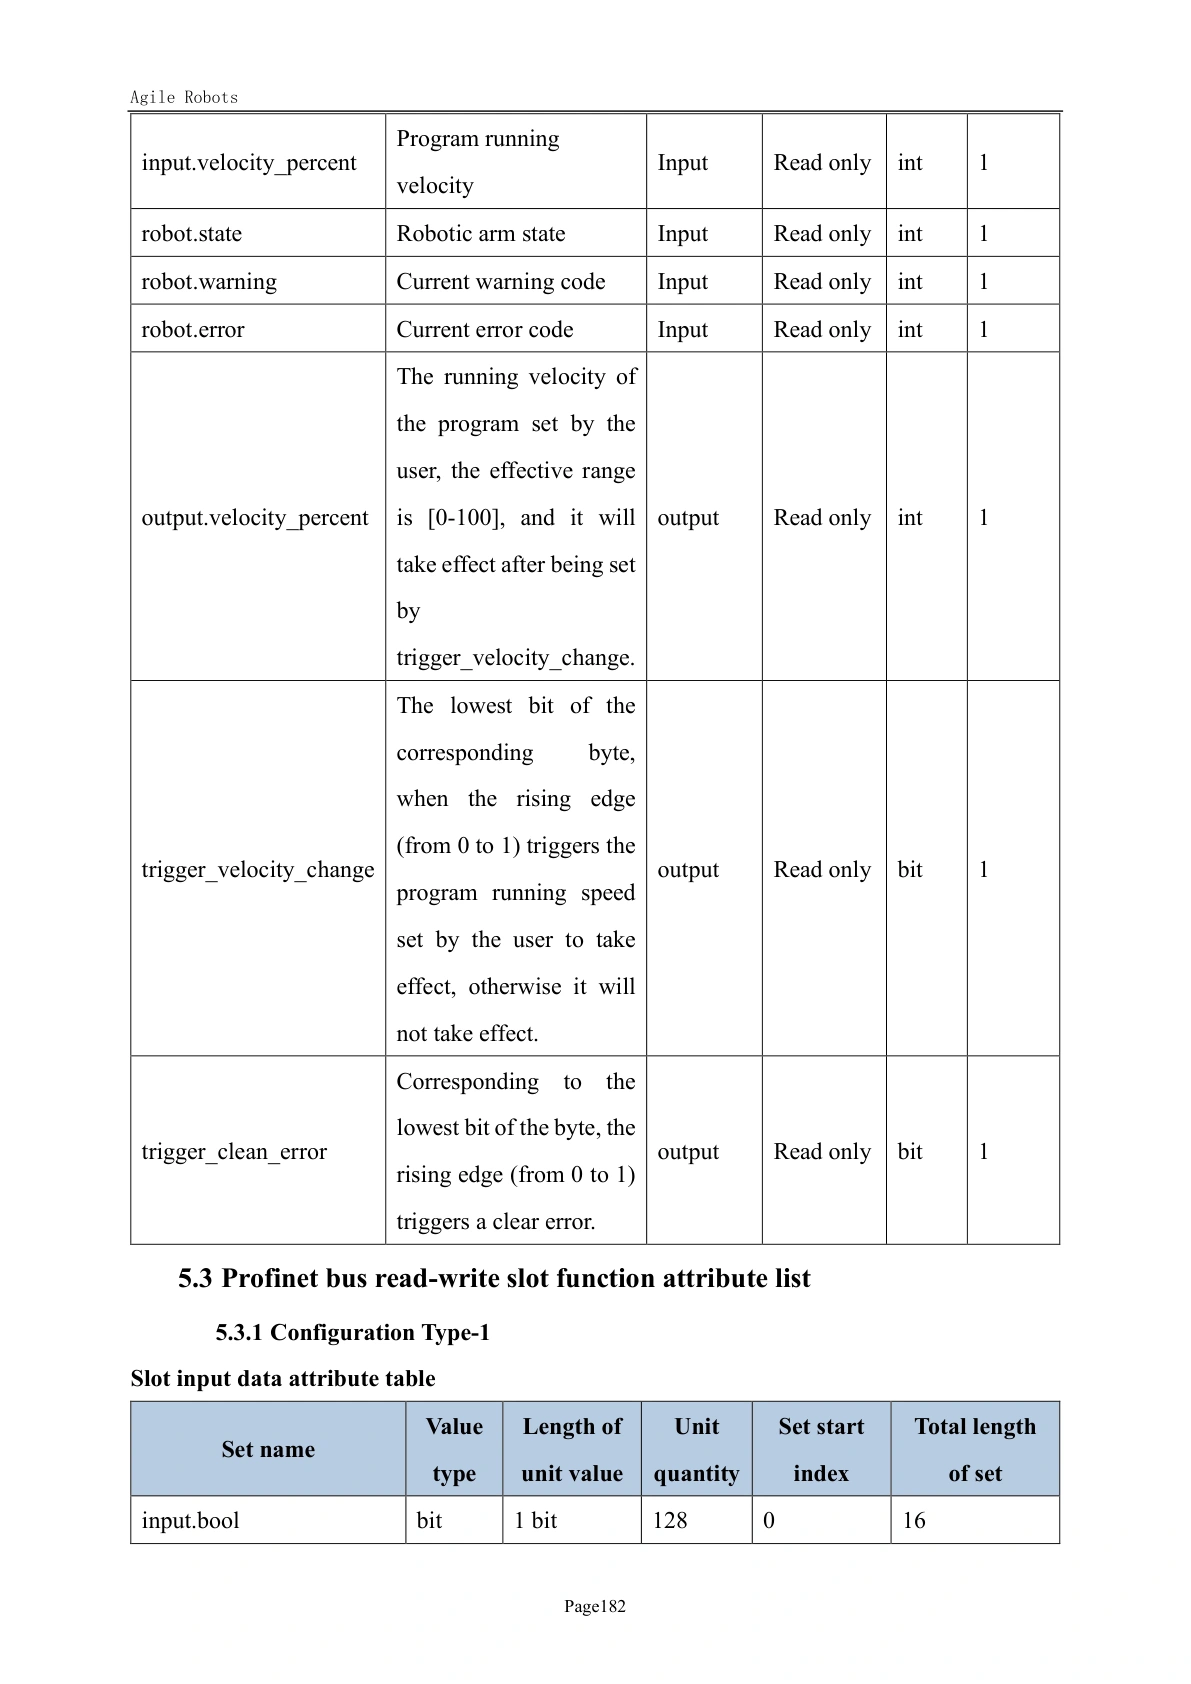 Agile Robots
input.velocity_percent
Program running
velocity
Input
Read only
int
1
robot.state
Robotic arm state
Input
Read only
int
1
robot.warning
Current warning code
Input
Read only
int
1
robot.error
Current error code
Input
Read only
int
1
output.velocity_percent
The running velocity of
the program set by the
user, the effective range
is [0-100], and it will
take effect after being set
by
trigger_velocity_change.
output
Read only
int
1
trigger_velocity_change
The lowest bit of the
corresponding byte,
when the rising edge
(from 0 to 1) triggers the
program running speed
set by the user to take
effect, otherwise it will
not take effect.
output
Read only
bit
1
trigger_clean_error
Corresponding to the
lowest bit of the byte, the
rising edge (from 0 to 1)
triggers a clear error.
output
Read only
bit
1
5.3 Profinet bus read-write slot function attribute list
5.3.1 Configuration Type-1
Slot input data attribute table
Set name
Value
type
Length of
unit value
Unit
quantity
Set start
index
Total length
of set
input.bool
bit
1 bit
128
0
16
Page182